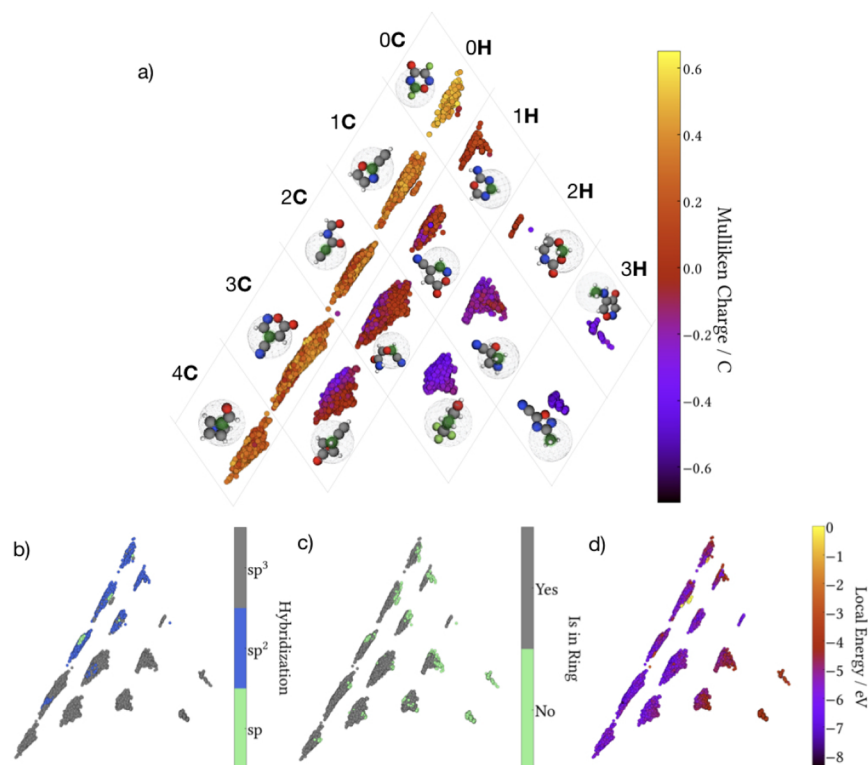 a)
0C
0H
1C
1H
2C
2H
3C
3H
4C
0.6
0.4
0.2
0.0
−0.2
−0.4
−0.6
Mulliken Charge / C
b)
sp³
sp²
sp
Hybridization
c)
Yes
No
Is in Ring
d)
0
−1
−2
−3
−4
−5
−6
−7
−8
Local Energy / eV